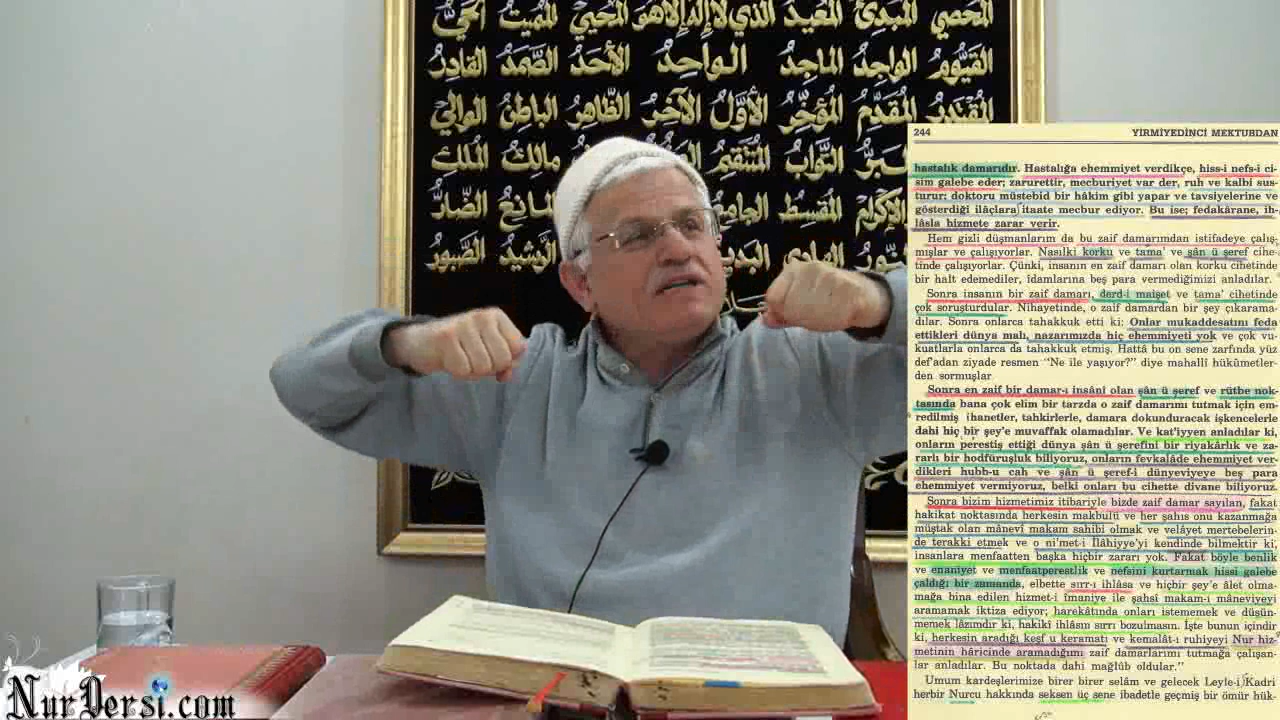 المحصي المبدئ المعيد الذي لا إله إلا هو المحيي المميت الحي
القيوم الواجد الماجد الواحد الأحد الصمد القادر
المقتدر المقدم المؤخر الأول الآخر الظاهر الباطن الوالي
البر التواب المنتقم مالك الملك
الإكرام المقسط الجامع المانع الضار
النور الهادي البديع الرشيد الصبور
244 YİRMİYEDİNCİ MEKTUBDAN
hastalık damarıdır. Hastalığa ehemmiyet verdikçe, hiss-i nefs-i ci-
sim galebe eder; zarurettir, mecburiyet var der, ruh ve kalbi sus-
turur; doktoru müstebid bir hâkim gibi yapar ve tavsiyelerine ve
gösterdiği ilâçlara itaate mecbur ediyor. Bu ise; fedakârane, ih-
lâsla hizmete zarar verir.
Hem gizli düşmanlarım da bu zaif damarımdan istifadeye çalış-
mışlar ve çalışıyorlar. Nasılki korku ve tama' ve şân ü şeref cihe-
tinde çalışıyorlar. Çünki, insanın en zaif damarı olan korku cihetinde
bir halt edemediler, îdamlarına beş para vermediğimizi anladılar.
Sonra insanın bir zaif damarı, derd-i maişet ve tama' cihetinde
çok soruşturdular. Nihayetinde, o zaif damardan bir şey çıkarama-
dılar. Sonra onlarca tahakkuk etti ki: Onlar mukaddesatını feda
ettikleri dünya malı, nazarımızda hiç ehemmiyeti yok ve çok vu-
kuatlarla onlarca da tahakkuk etmiş. Hattâ bu on sene zarfında yüz
def'adan ziyade resmen "Ne ile yaşıyor?" diye mahallî hükûmetler-
den sormuşlar
Sonra en zaif bir damar-ı insânî olan şân ü şeref ve rütbe nok-
tasında bana çok elîm bir tarzda o zaif damarımı tutmak için em-
redilmiş ihanetler, tahkirlerle, damara dokunduracak işkencelerle
dahi hiç bir şey'e muvaffak olamadılar. Ve kat'iyyen anladılar ki,
onların perestiş ettiği dünya şân ü şerefini bir riyakârlık ve za-
rarlı bir hodfüruşluk biliyoruz, onların fevkalâde ehemmiyet ver-
dikleri hubb-u cah ve şân ü şeref-i dünyeviyeye beş para
ehemmiyet vermiyoruz, belki onları bu cihette divane biliyoruz.
Sonra bizim hizmetimiz itibariyle bizde zaif damar sayılan, fakat
hakikat noktasında herkesin makbulü ve her şahıs onu kazanmağa
müştak olan mânevî makam sahibi olmak ve velâyet mertebelerin-
de terakki etmek ve o ni'met-i İlâhiyye'yi kendinde bilmektir ki,
insanlara menfaatten başka hiçbir zararı yok. Fakat böyle benlik
ve enaniyet ve menfaatperestlik ve nefsini kurtarmak hissi galebe
çaldığı bir zamanda, elbette sırr-ı ihlâsa ve hiçbir şey'e âlet olma-
mağa bina edilen hizmet-i îmaniye ile şahsî makam-ı mâneviyeyi
aramamak iktiza ediyor; harekâtında onları istememek ve düşün-
memek lâzımdır ki, hakikî ihlâsın sırrı bozulmasın. İşte bunun içindir
ki, herkesin aradığı keşf u keramatı ve kemalât-ı ruhiyeyi Nur hiz-
metinin hâricinde aramadığımı zaif damarlarımı tutmağa çalışan-
lar anladılar. Bu noktada dahi mağlûb oldular."
Umum kardeşlerimize birer birer selâm ve gelecek Leyle-i Kadri
herbir Nurcu hakkında seksen üç sene ibadetle geçmiş bir ömür hük-
NurDersi.com